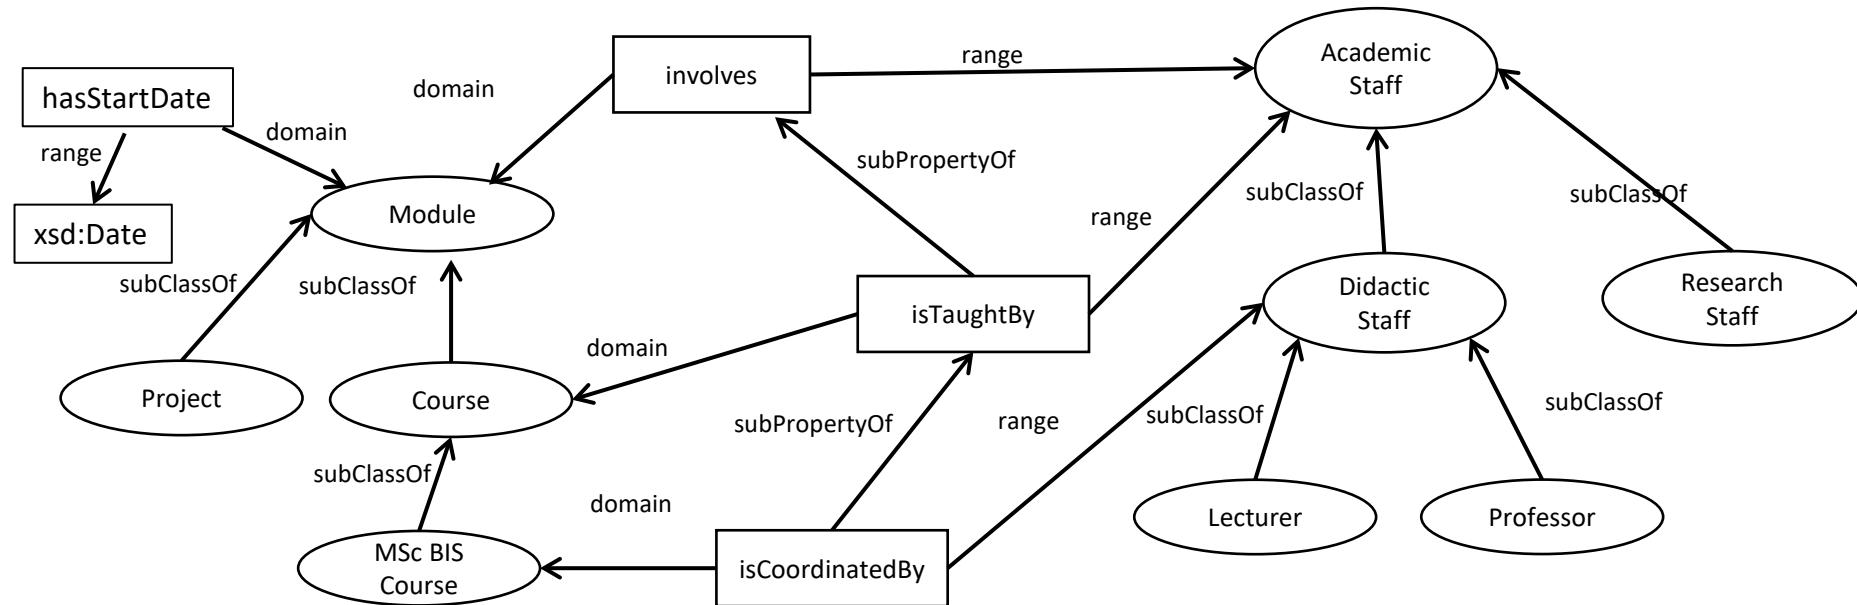 Academic
Staff
range
involves
domain
hasStartDate
domain
range
subPropertyOf
subClassOf
subClassOf
Module
range
xsd:Date
subClassOf
subClassOf
isTaughtBy
Didactic
Staff
Research
Staff
domain
Project
Course
subClassOf
subClassOf
subPropertyOf
range
subClassOf
domain
Lecturer
Professor
MSc BIS
Course
isCoordinatedBy